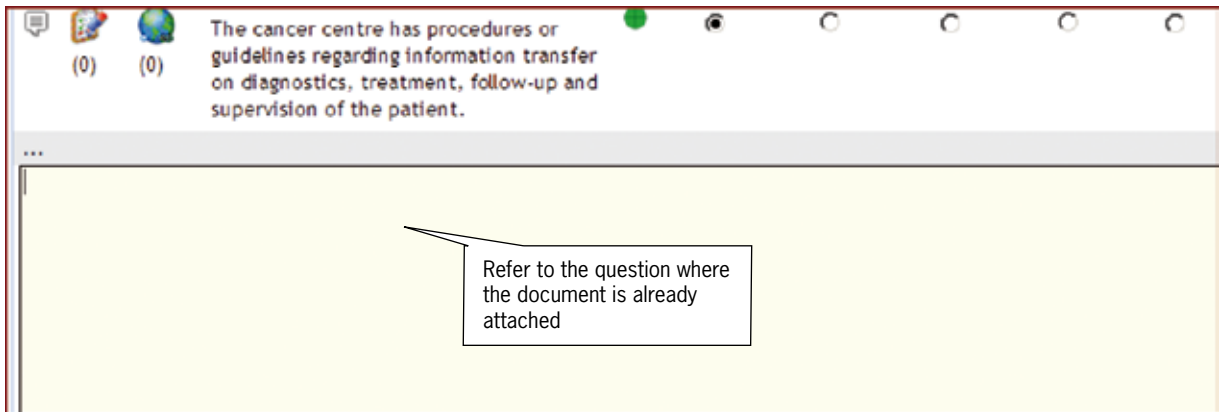 The cancer centre has procedures or
(0) (0) guidelines regarding information transfer
on diagnostics, treatment, follow-up and
supervision of the patient.
...
Refer to the question where
the document is already
attached